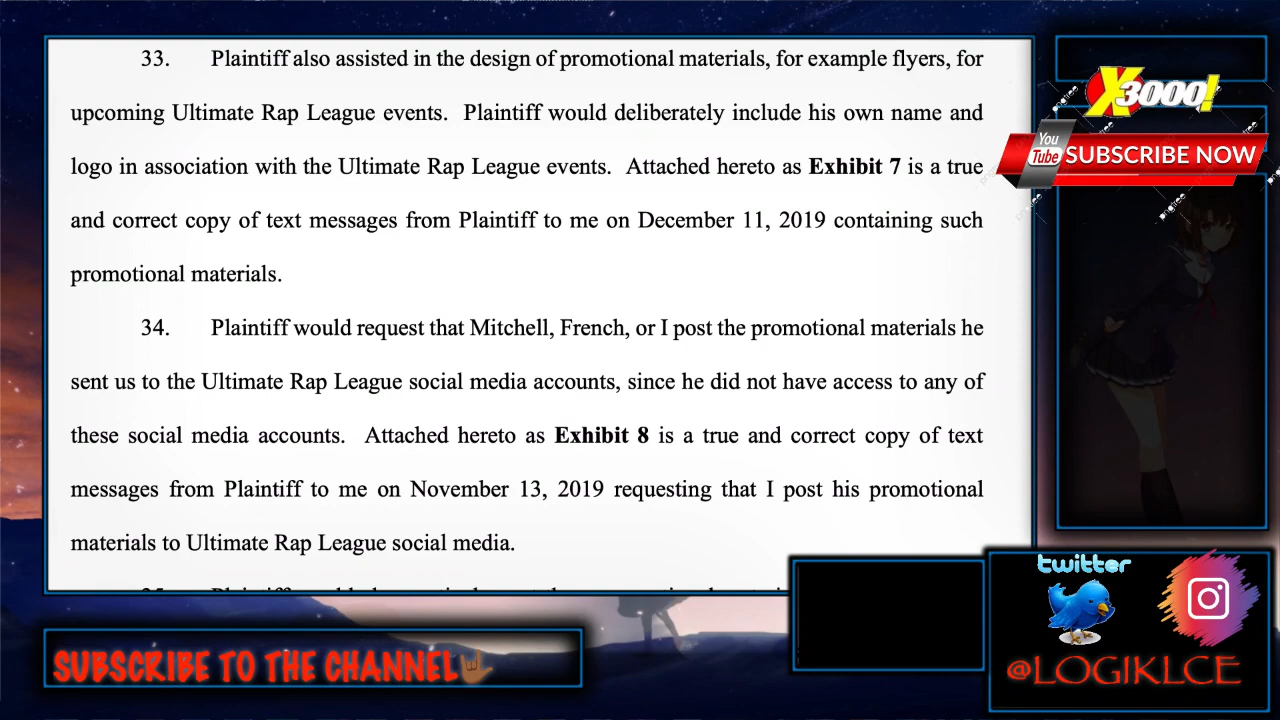 33. Plaintiff also assisted in the design of promotional materials, for example flyers, for
upcoming Ultimate Rap League events. Plaintiff would deliberately include his own name and
logo in association with the Ultimate Rap League events. Attached hereto as Exhibit 7 is a true
and correct copy of text messages from Plaintiff to me on December 11, 2019 containing such
promotional materials.
34. Plaintiff would request that Mitchell, French, or I post the promotional materials he
sent us to the Ultimate Rap League social media accounts, since he did not have access to any of
these social media accounts. Attached hereto as Exhibit 8 is a true and correct copy of text
messages from Plaintiff to me on November 13, 2019 requesting that I post his promotional
materials to Ultimate Rap League social media.
X3000!
You
Tube SUBSCRIBE NOW
pngtree
pngtree
pngtree
pngtree
pngtree
SUBSCRIBE TO THE CHANNEL
twitter
@LOGIKLCE